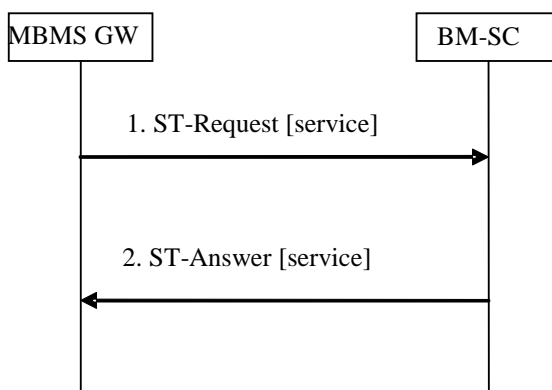 MBMS GW
BM-SC
1. ST-Request [service]
2. ST-Answer [service]